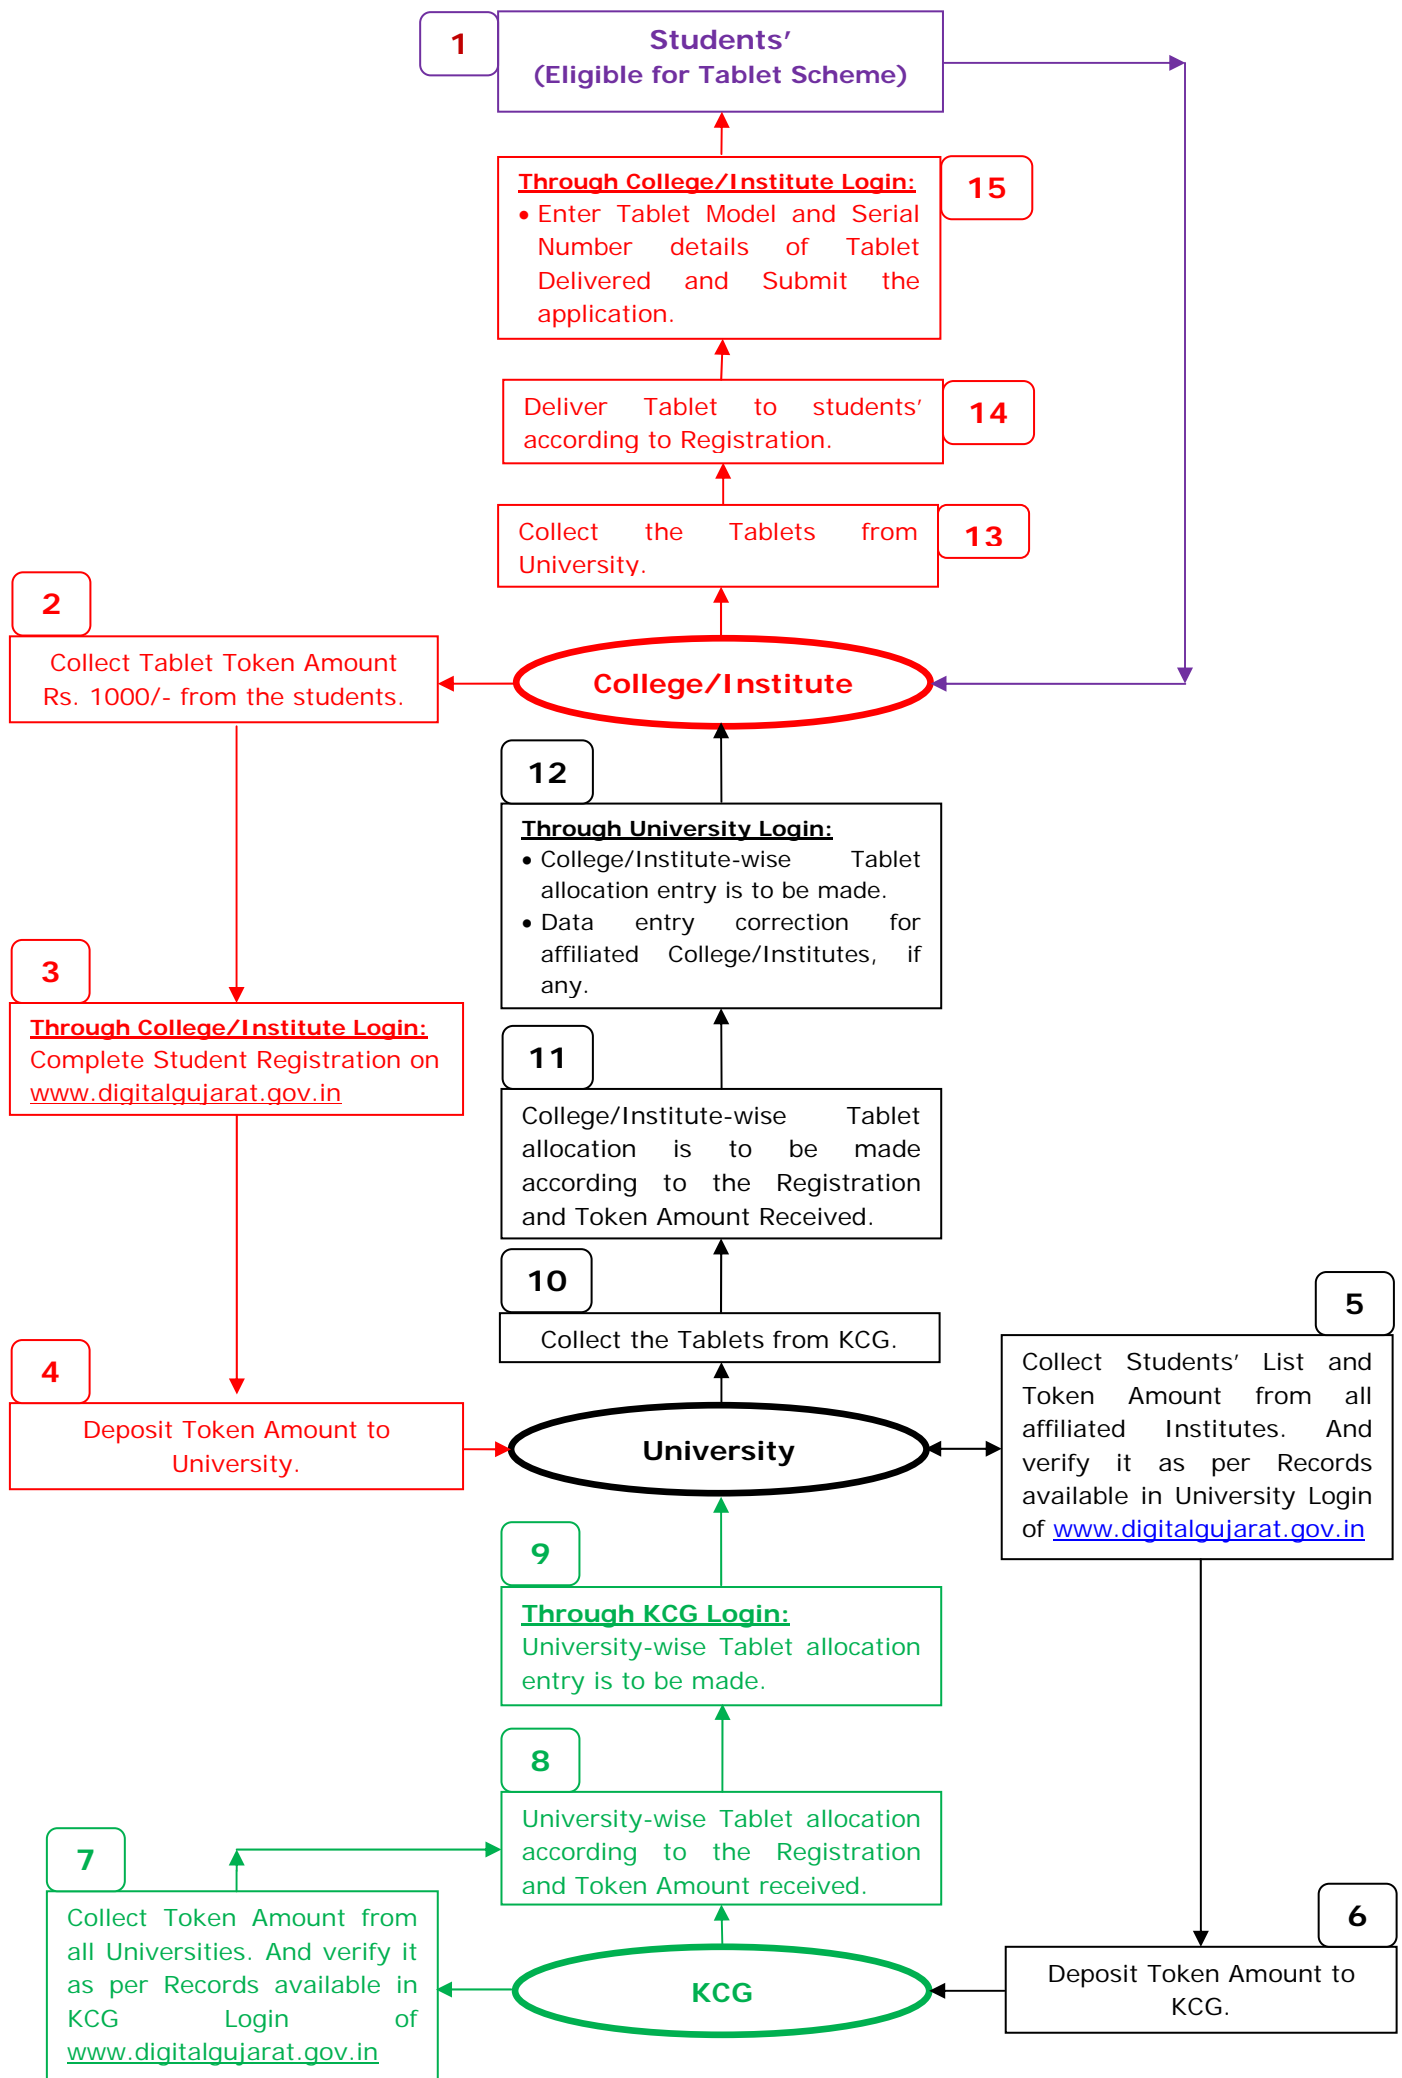 1
Students’
(Eligible for Tablet Scheme)
Through College/Institute Login:
• Enter Tablet Model and Serial
Number details of Tablet
Delivered and Submit the
application.
15
Deliver Tablet to students’
according to Registration.
14
Collect the Tablets from
University.
13
2
Collect Tablet Token Amount
Rs. 1000/- from the students.
College/Institute
12
Through University Login:
• College/Institute-wise Tablet
allocation entry is to be made.
• Data entry correction for
affiliated College/Institutes, if
any.
3
Through College/Institute Login:
Complete Student Registration on
www.digitalgujarat.gov.in
11
College/Institute-wise Tablet
allocation is to be made
according to the Registration
and Token Amount Received.
10
Collect the Tablets from KCG.
4
Deposit Token Amount to
University.
University
5
Collect Students’ List and
Token Amount from all
affiliated Institutes. And
verify it as per Records
available in University Login
of www.digitalgujarat.gov.in
9
Through KCG Login:
University-wise Tablet allocation
entry is to be made.
8
University-wise Tablet allocation
according to the Registration
and Token Amount received.
7
Collect Token Amount from
all Universities. And verify it
as per Records available in
KCG Login of
www.digitalgujarat.gov.in
KCG
6
Deposit Token Amount to
KCG.